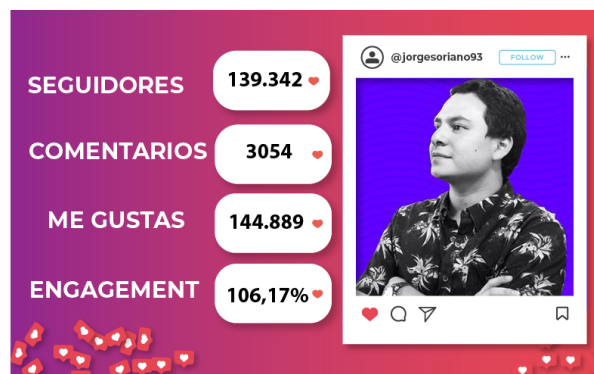 @jorgesoriano93
FOLLOW
SEGUIDORES
139.342
COMENTARIOS
3054
ME GUSTAS
144.889
ENGAGEMENT
106,17%